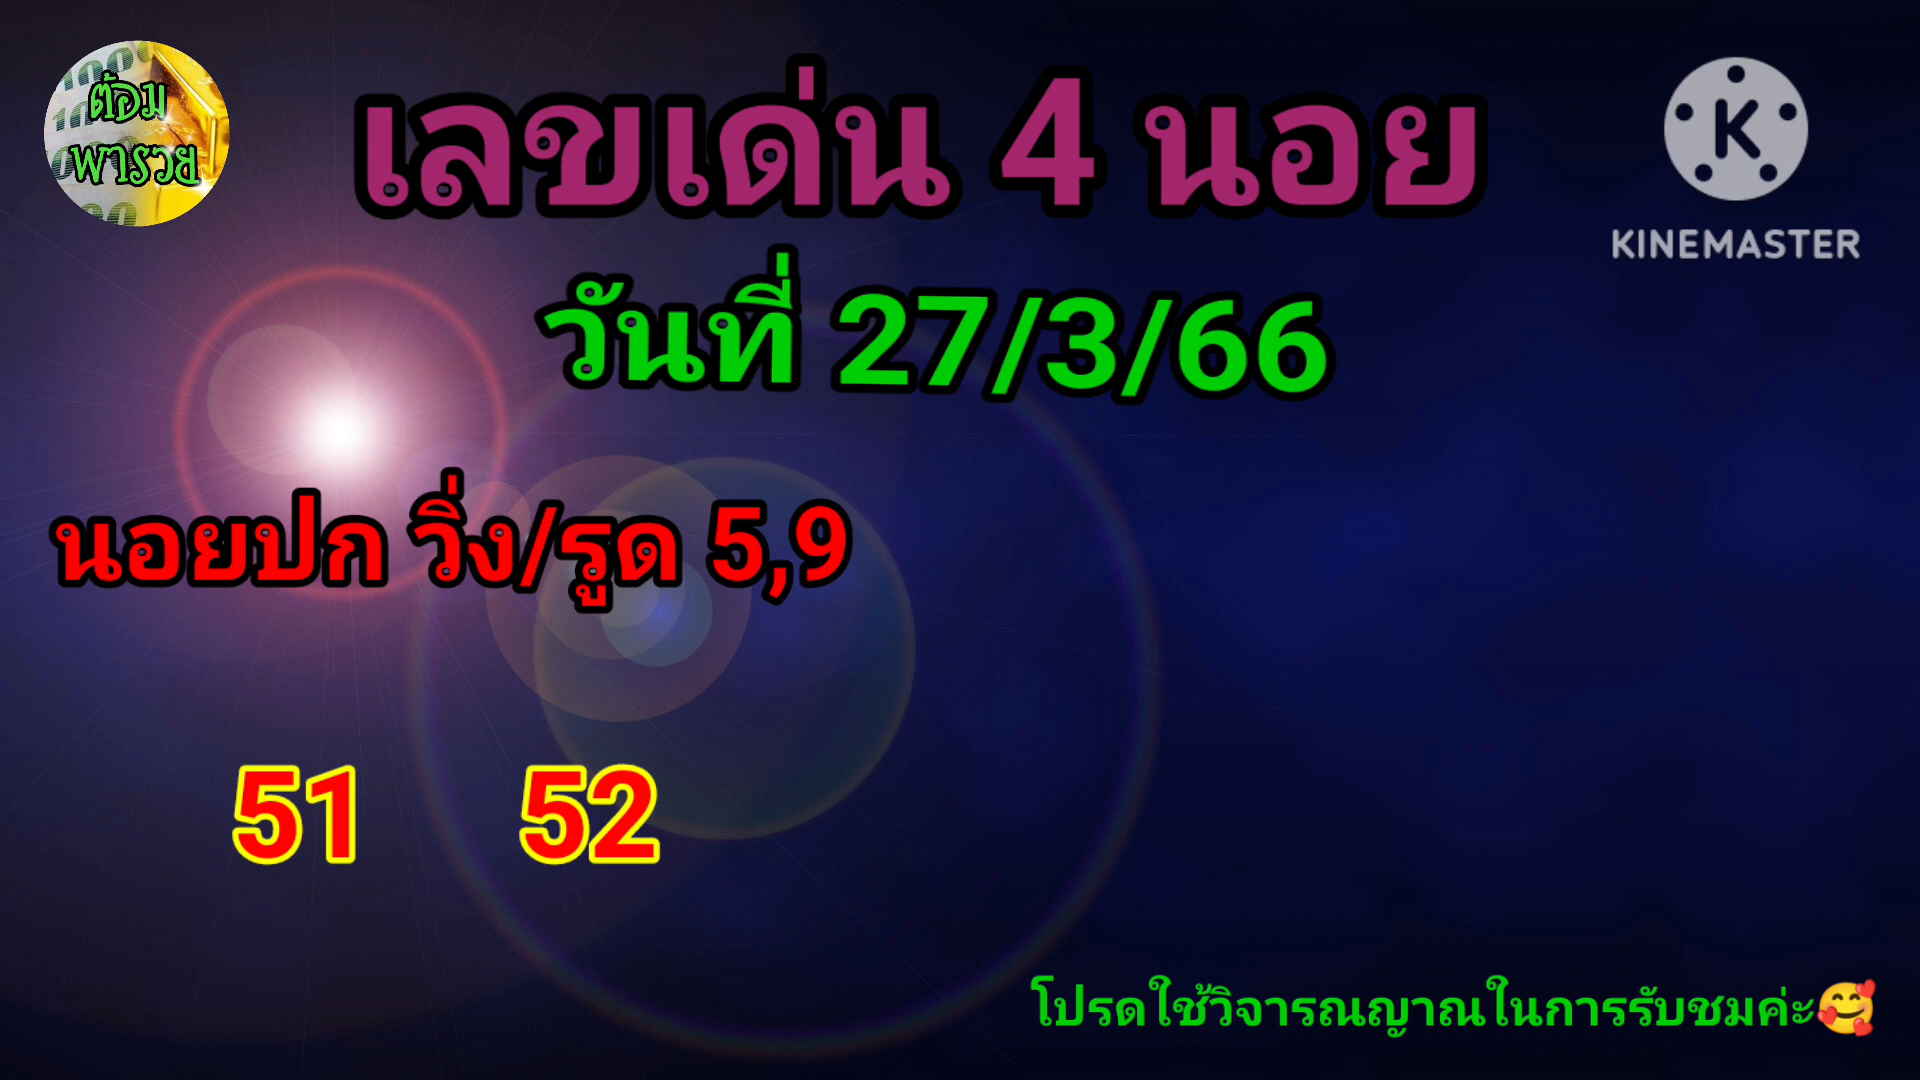 ต้อม
พารวย
เลขเด่น 4 นอย
KINEMASTER
วันที่ 27/3/66
นอยปก วิ่ง/รูด 5,9
51 52
โปรดใช้วิจารณญาณในการรับชมค่ะ🥰